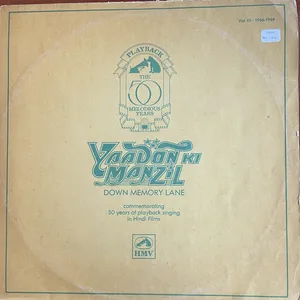 Vol. III - 1956-1959
PLAYBACK
THE
50
MELODIOUS
YEARS
YAADON KI
MANZIL
DOWN MEMORY LANE
commemorating
50 years of playback singing
in Hindi Films
HMV